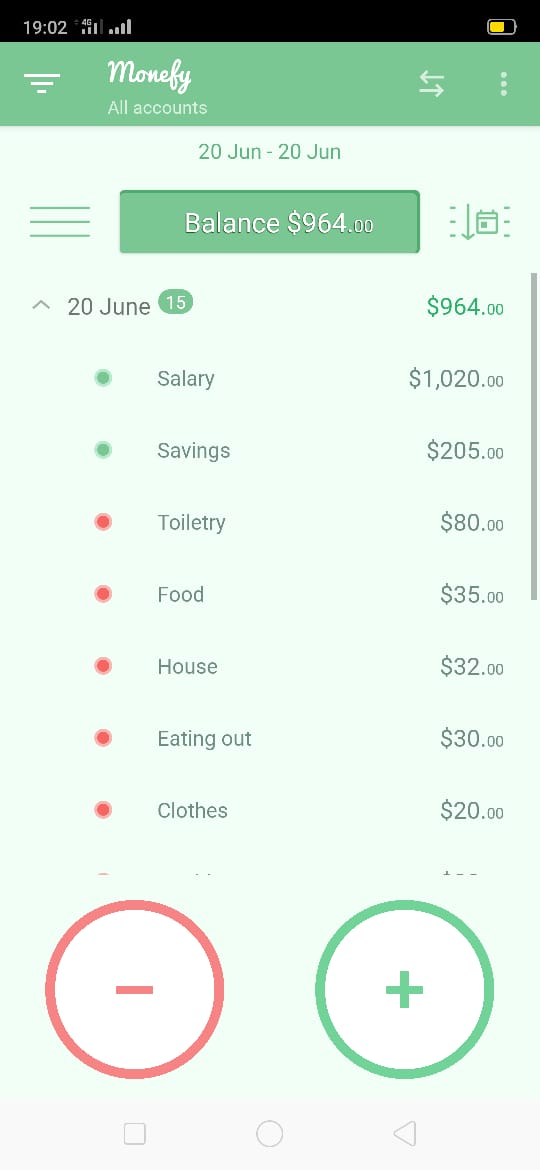 19:02 4G
Monefy
All accounts
20 Jun - 20 Jun
Balance $964.00
20 June 15 $964.00
Salary $1,020.00
Savings $205.00
Toiletry $80.00
Food $35.00
House $32.00
Eating out $30.00
Clothes $20.00